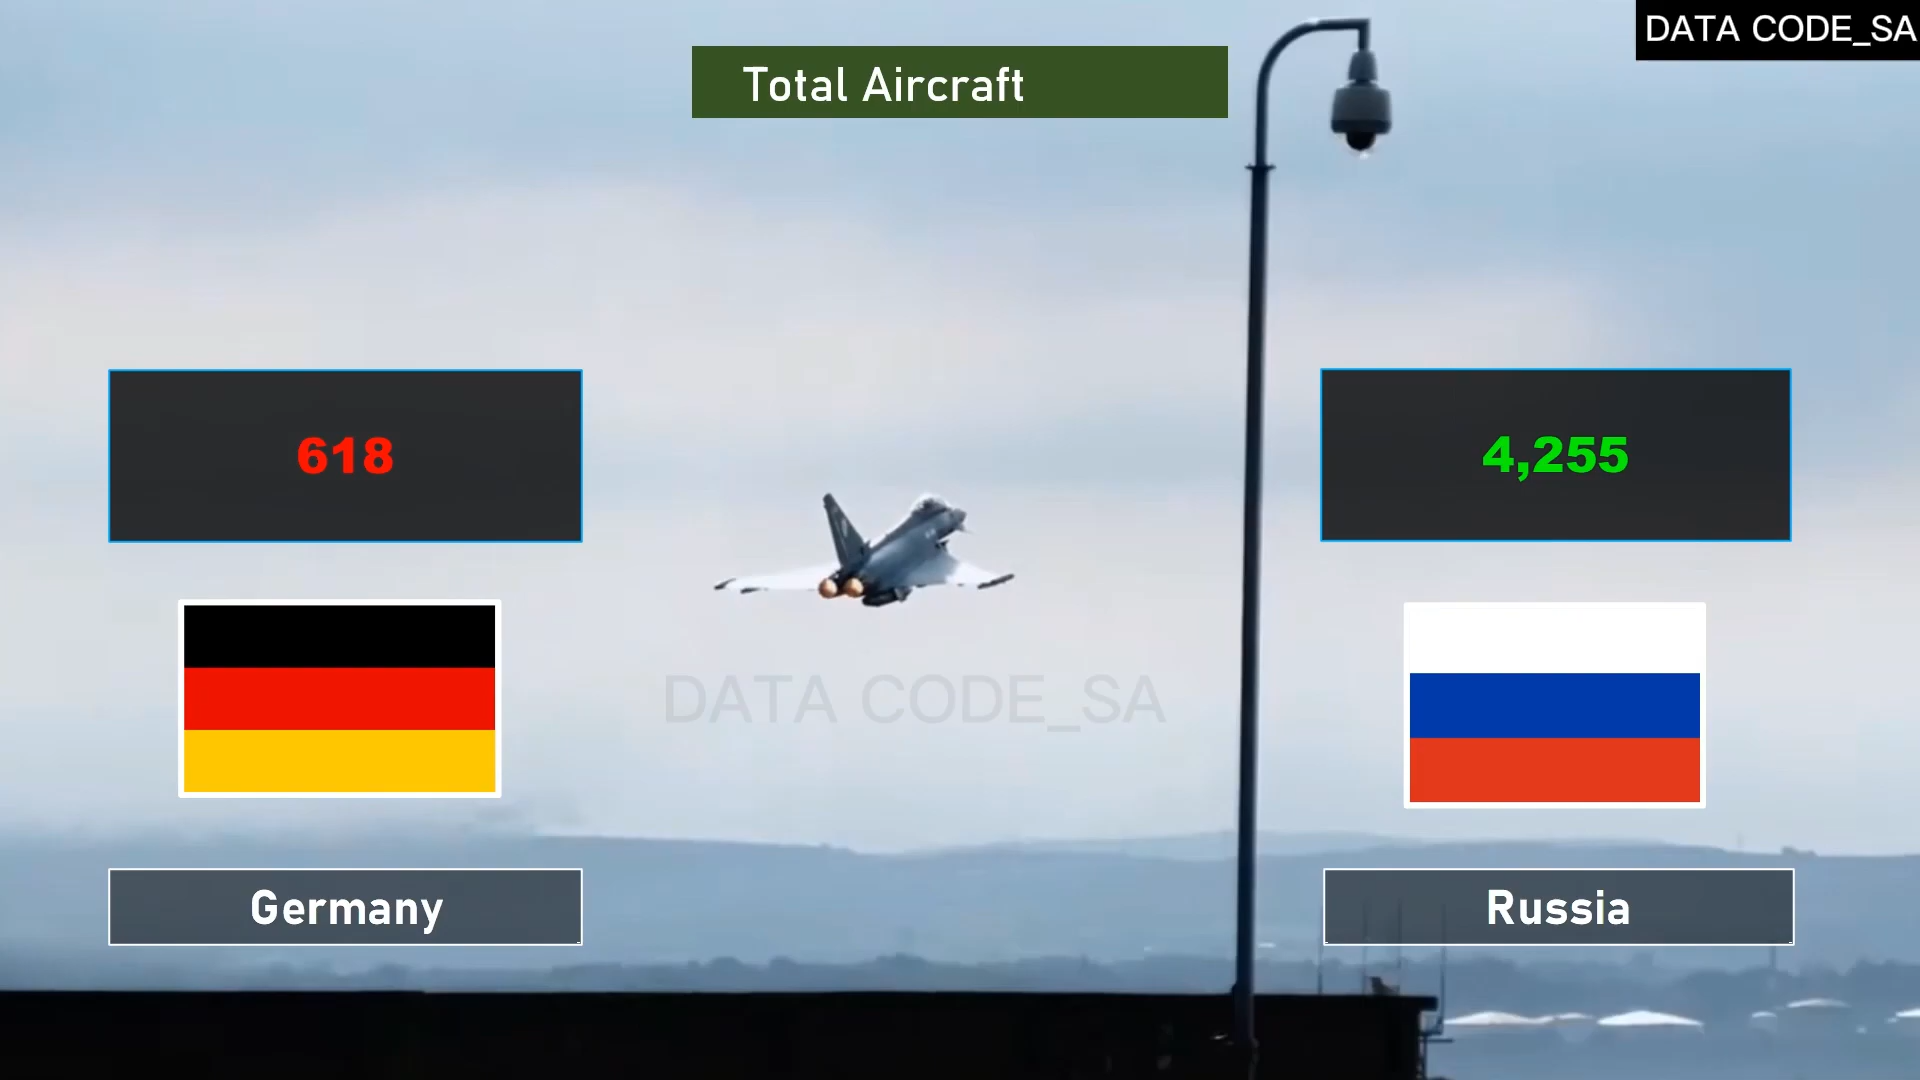 DATA CODE_SA
Total Aircraft
618
4,255
DATA CODE_SA
Germany
Russia